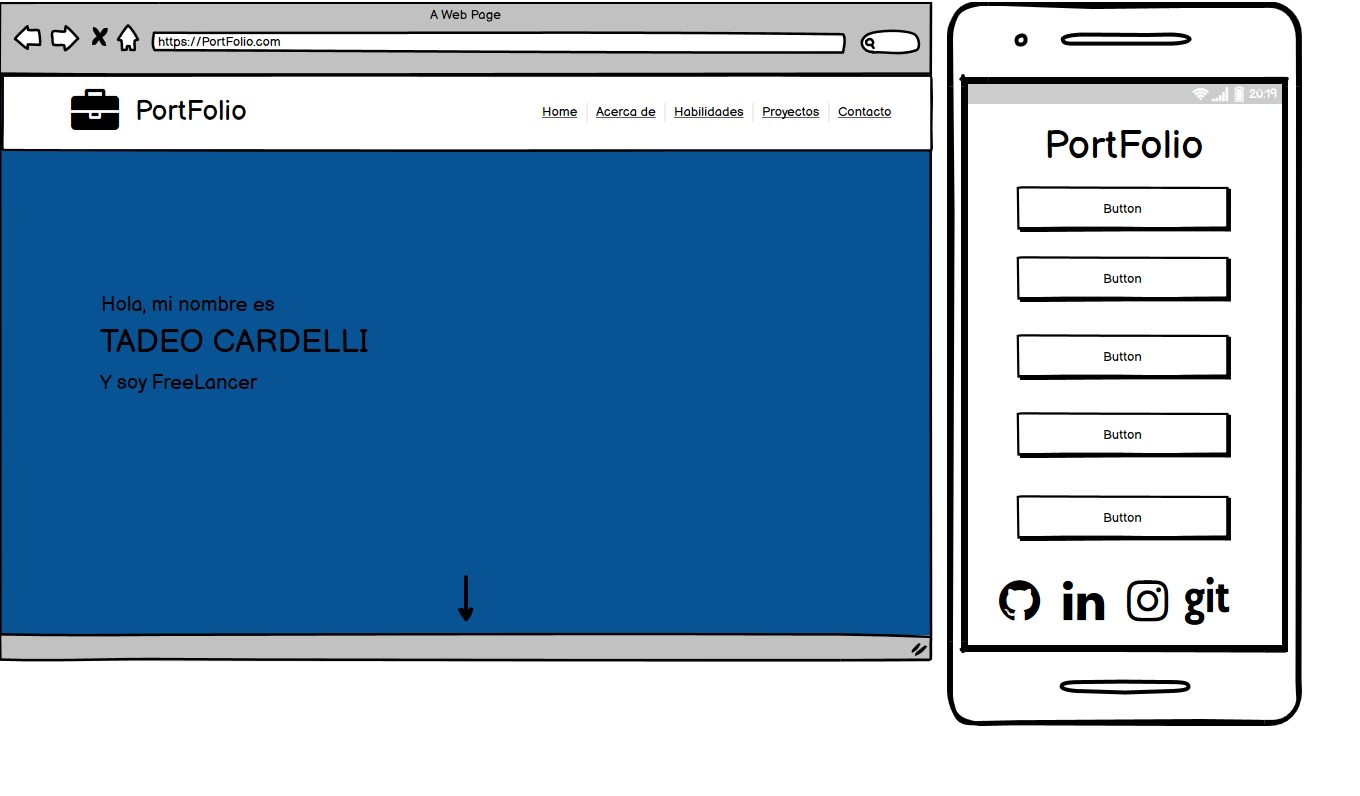 A Web Page
https://PortFolio.com
PortFolio
Home Acerca de Habilidades Proyectos Contacto
Hola, mi nombre es
TADEO CARDELLI
Y soy FreeLancer
20:19
PortFolio
Button
Button
Button
Button
Button
in git